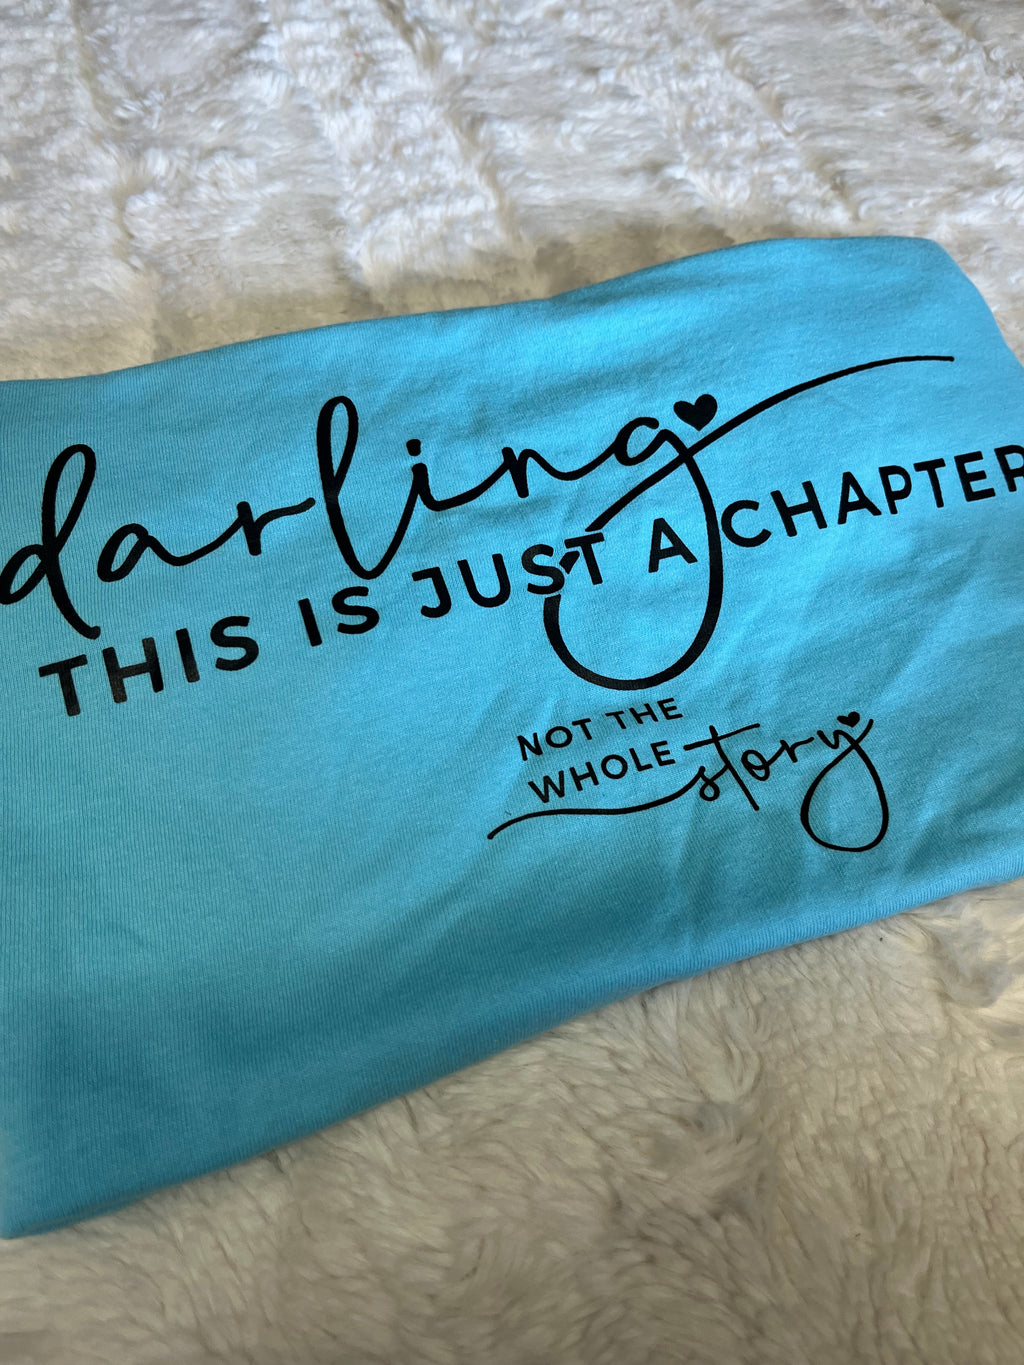 darling
THIS IS JUST A CHAPTER
NOT THE
WHOLE story